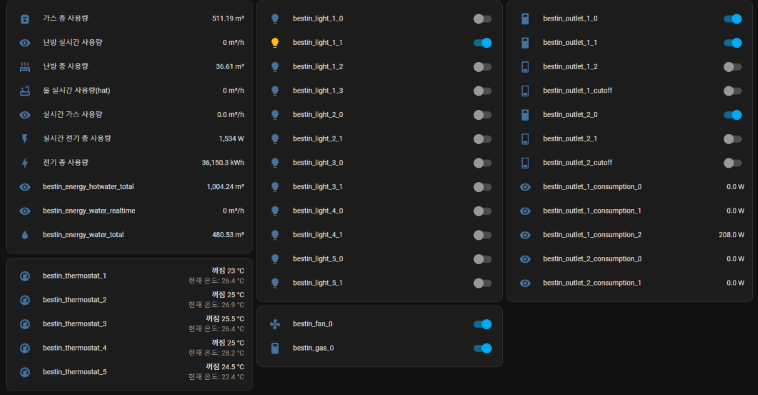 가스 총 사용량 511.19 m³
난방 실시간 사용량 0 m³/h
난방 총 사용량 36.61 m³
물 실시간 사용량(hat) 0 m³/h
실시간 가스 사용량 0.0 m³/h
실시간 전기 총 사용량 1,534 W
전기 총 사용량 36,150.3 kWh
bestin_energy_hotwater_total 1,004.24 m³
bestin_energy_water_realtime 0 m³/h
bestin_energy_water_total 480.53 m³
bestin_thermostat_1 꺼짐 23 °C
현재 온도: 26.4 °C
bestin_thermostat_2 꺼짐 25 °C
현재 온도: 26.9 °C
bestin_thermostat_3 꺼짐 25.5 °C
현재 온도: 26.4 °C
bestin_thermostat_4 꺼짐 25 °C
현재 온도: 28.2 °C
bestin_thermostat_5 꺼짐 24.5 °C
현재 온도: 22.4 °C
bestin_light_1_0
bestin_light_1_1
bestin_light_1_2
bestin_light_1_3
bestin_light_2_0
bestin_light_2_1
bestin_light_3_0
bestin_light_3_1
bestin_light_4_0
bestin_light_4_1
bestin_light_5_0
bestin_light_5_1
bestin_fan_0
bestin_gas_0
bestin_outlet_1_0
bestin_outlet_1_1
bestin_outlet_1_2
bestin_outlet_1_cutoff
bestin_outlet_2_0
bestin_outlet_2_1
bestin_outlet_2_cutoff
bestin_outlet_1_consumption_0 0.0 W
bestin_outlet_1_consumption_1 0.0 W
bestin_outlet_1_consumption_2 208.0 W
bestin_outlet_2_consumption_0 0.0 W
bestin_outlet_2_consumption_1 0.0 W